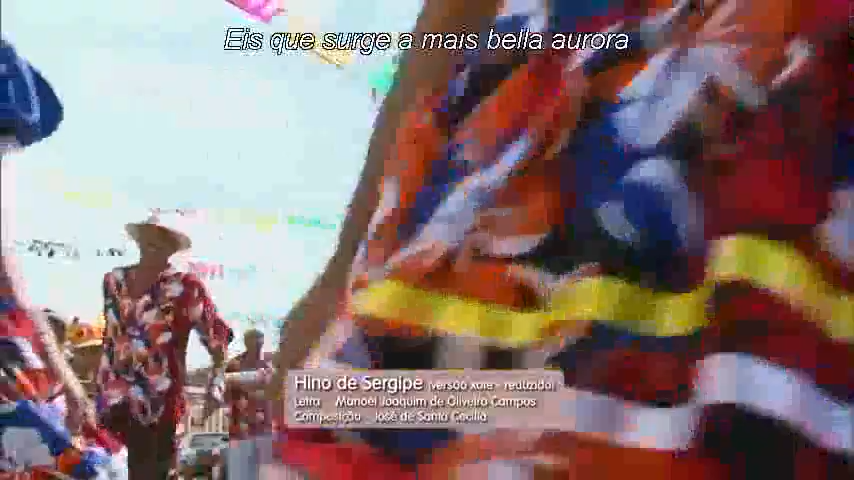 Eis que surge a mais bella aurora
Hino de Sergipe (versão xote - reduzido)
Letra - Manoel Joaquim de Oliveira Campos
Composição - José de Santa Cecília